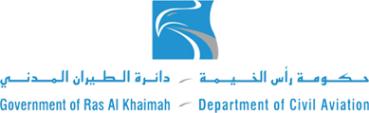 حكومة رأس الخيمة - دائرة الطيران المدني
Government of Ras Al Khaimah - Department of Civil Aviation